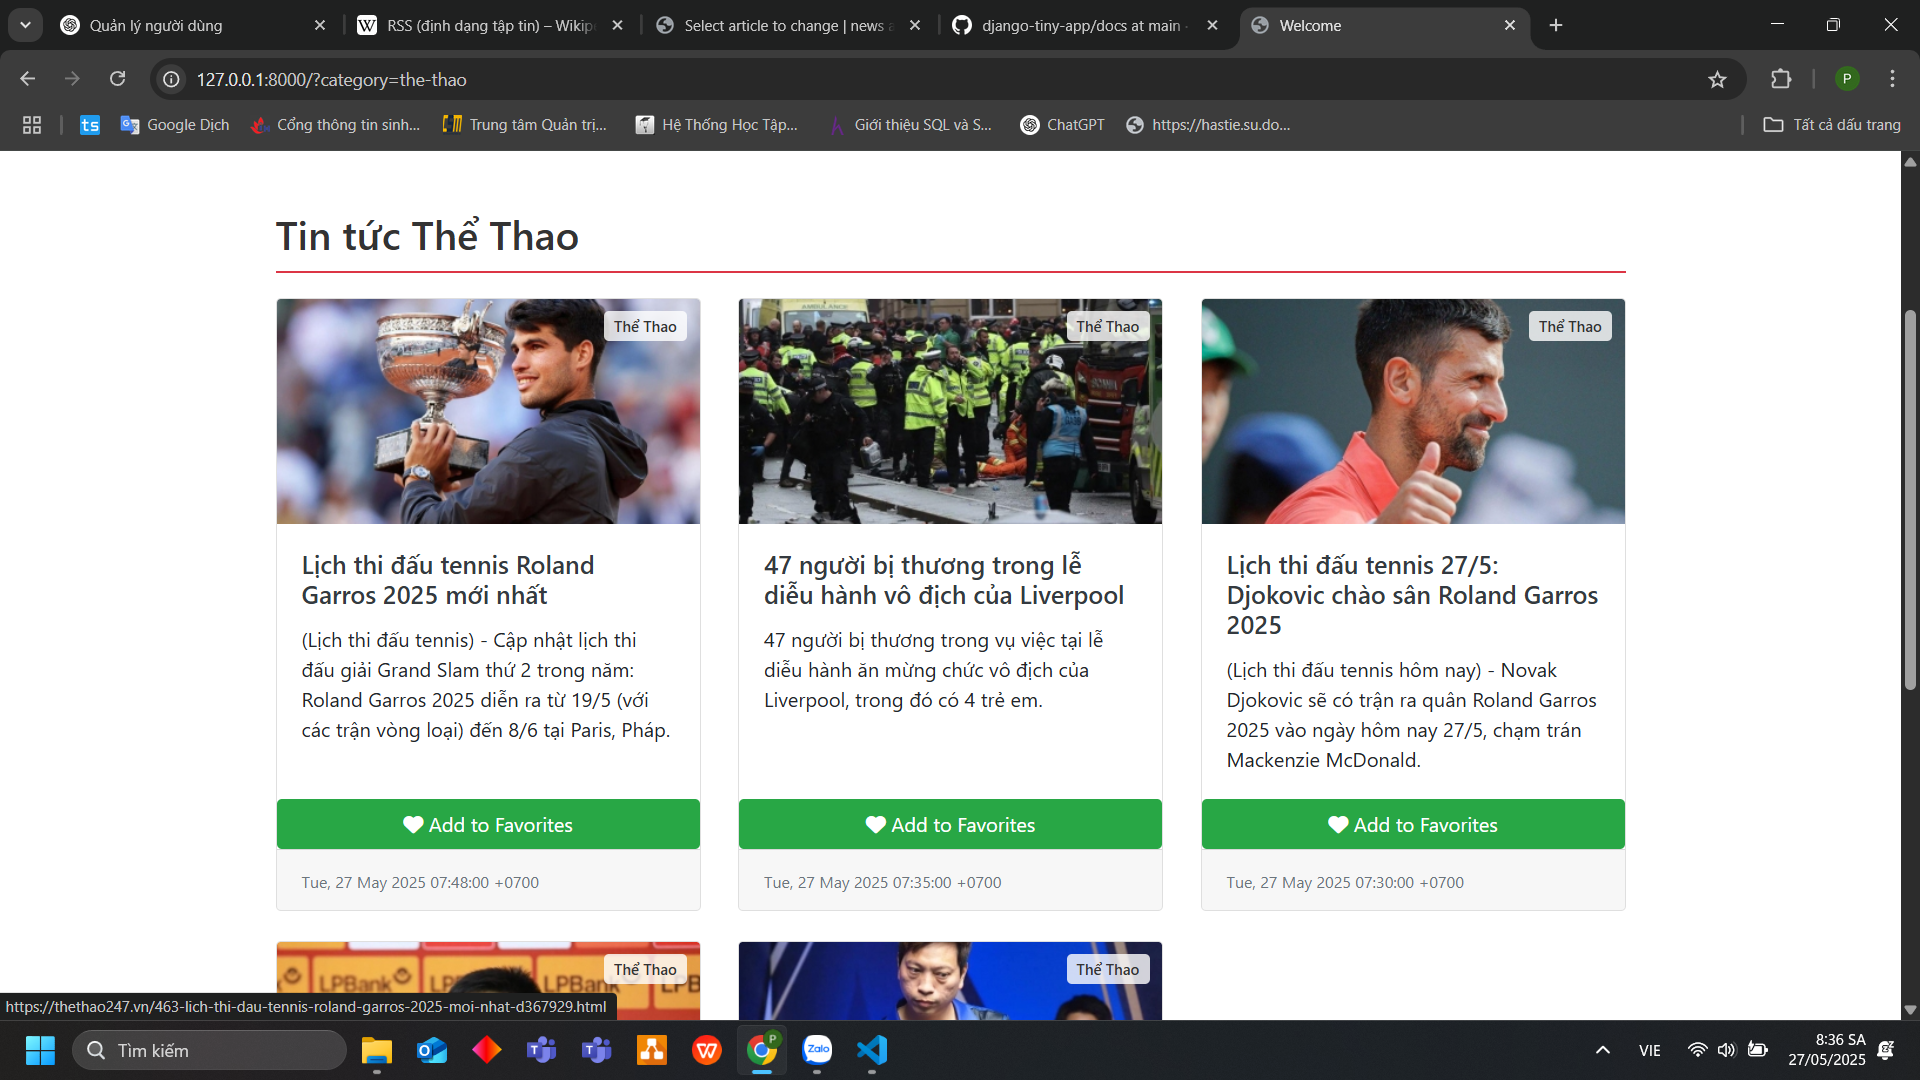 Quản lý người dùng
RSS (định dạng tập tin) – Wikip
Select article to change | news a
django-tiny-app/docs at main
Welcome
127.0.0.1:8000/?category=the-thao
P
ts
Google Dịch
Cổng thông tin sinh...
Trung tâm Quản trị...
Hệ Thống Học Tập...
Giới thiệu SQL và S...
ChatGPT
https://hastie.su.do...
Tất cả dấu trang
Tin tức Thể Thao
AMBULANCE
Thể Thao
Thể Thao
Thể Thao
SCANIA
Lịch thi đấu tennis Roland
Garros 2025 mới nhất
(Lịch thi đấu tennis) - Cập nhật lịch thi
đấu giải Grand Slam thứ 2 trong năm:
Roland Garros 2025 diễn ra từ 19/5 (với
các trận vòng loại) đến 8/6 tại Paris, Pháp.
Add to Favorites
Tue, 27 May 2025 07:48:00 +0700
47 người bị thương trong lễ
diễu hành vô địch của Liverpool
47 người bị thương trong vụ việc tại lễ
diễu hành ăn mừng chức vô địch của
Liverpool, trong đó có 4 trẻ em.
Add to Favorites
Tue, 27 May 2025 07:35:00 +0700
Lịch thi đấu tennis 27/5:
Djokovic chào sân Roland Garros
2025
(Lịch thi đấu tennis hôm nay) - Novak
Djokovic sẽ có trận ra quân Roland Garros
2025 vào ngày hôm nay 27/5, chạm trán
Mackenzie McDonald.
Add to Favorites
Tue, 27 May 2025 07:30:00 +0700
Thể Thao
LPBank
LPBank
LPB
Thể Thao
https://thethao247.vn/463-lich-thi-dau-tennis-roland-garros-2025-moi-nhat-d367929.html
Tìm kiếm
Zalo
P
VIE
8:36 SA
27/05/2025